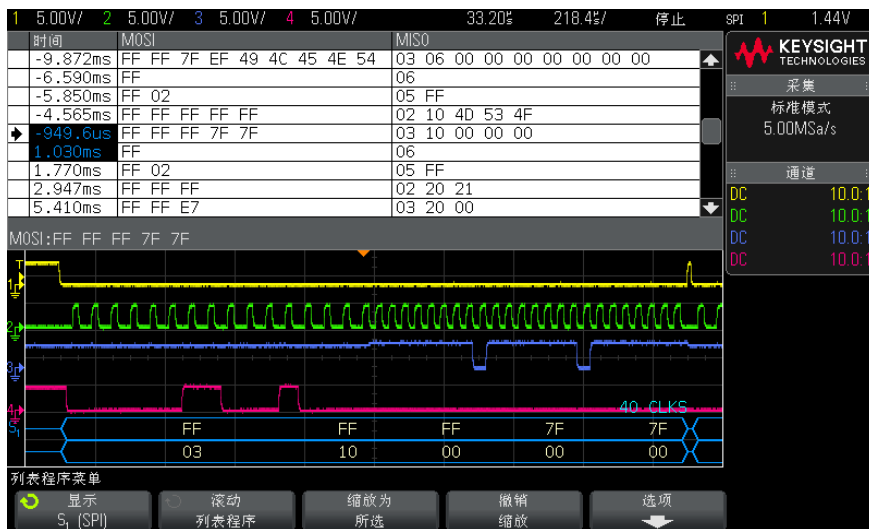 1 5.00V/ 2 5.00V/ 3 5.00V/ 4 5.00V/ 33.20㎲ 218.4㎲/ 停止 SPI 1 1.44V
时间 MOSI MISO
-9.872ms FF FF 7F EF 49 4C 45 4E 54 03 06 00 00 00 00 00 00 00
-6.590ms FF 06
-5.850ms FF 02 05 FF
-4.565ms FF FF FF FF FF 02 10 4D 53 4F
-949.6us FF FF FF 7F 7F 03 10 00 00 00
1.030ms FF 06
1.770ms FF 02 05 FF
2.947ms FF FF FF 02 20 21
5.410ms FF FF E7 03 20 00
MOSI:FF FF FF 7F 7F
KEYSIGHT
TECHNOLOGIES
采集
标准模式
5.00MSa/s
通道
DC 10.0:1
DC 10.0:1
DC 10.0:1
DC 10.0:1
T
1
2
3
4
40 CLKS
S1
FF FF FF 7F 7F
03 10 00 00 00
列表程序菜单
显示
S1 (SPI)
滚动
列表程序
缩放为
所选
撤销
缩放
选项